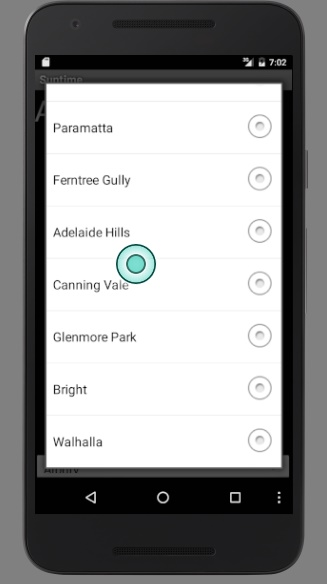 7:02
Suntime
Paramatta
Ferntree Gully
Adelaide Hills
Canning Vale
Glenmore Park
Bright
Walhalla